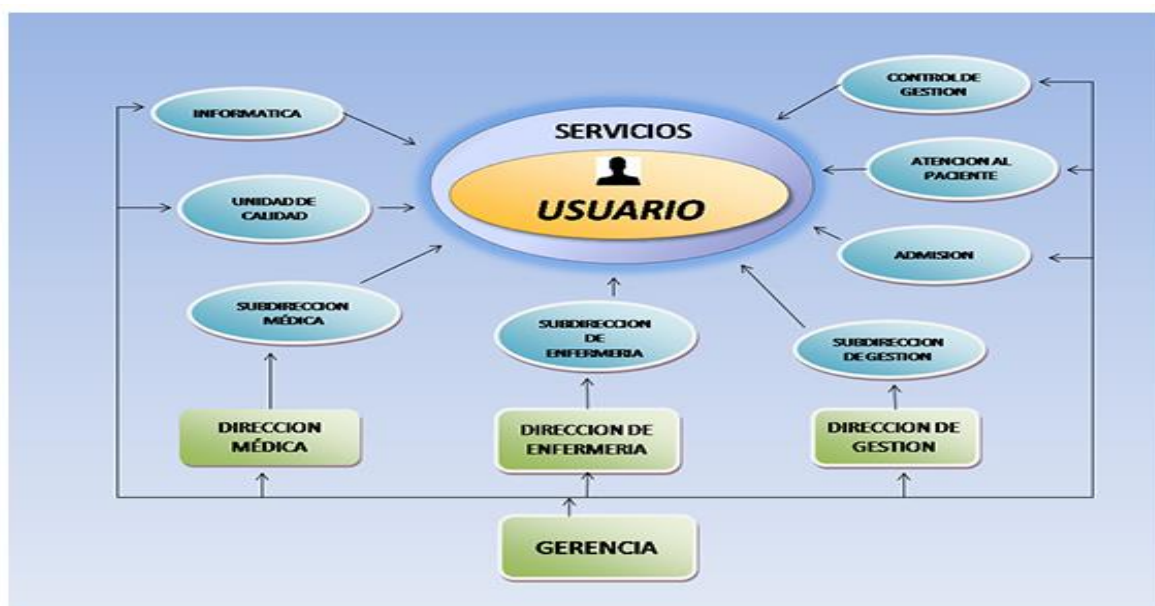 INFORMATICA
UNIDAD DE
CALIDAD
SUBDIRECCION
MÉDICA
SERVICIOS
USUARIO
CONTROL DE
GESTION
ATENCION AL
PACIENTE
ADMISION
SUBDIRECCION
DE
ENFERMERIA
SUBDIRECCION
DE GESTION
DIRECCION
MÉDICA
DIRECCION DE
ENFERMERIA
DIRECCION DE
GESTION
GERENCIA